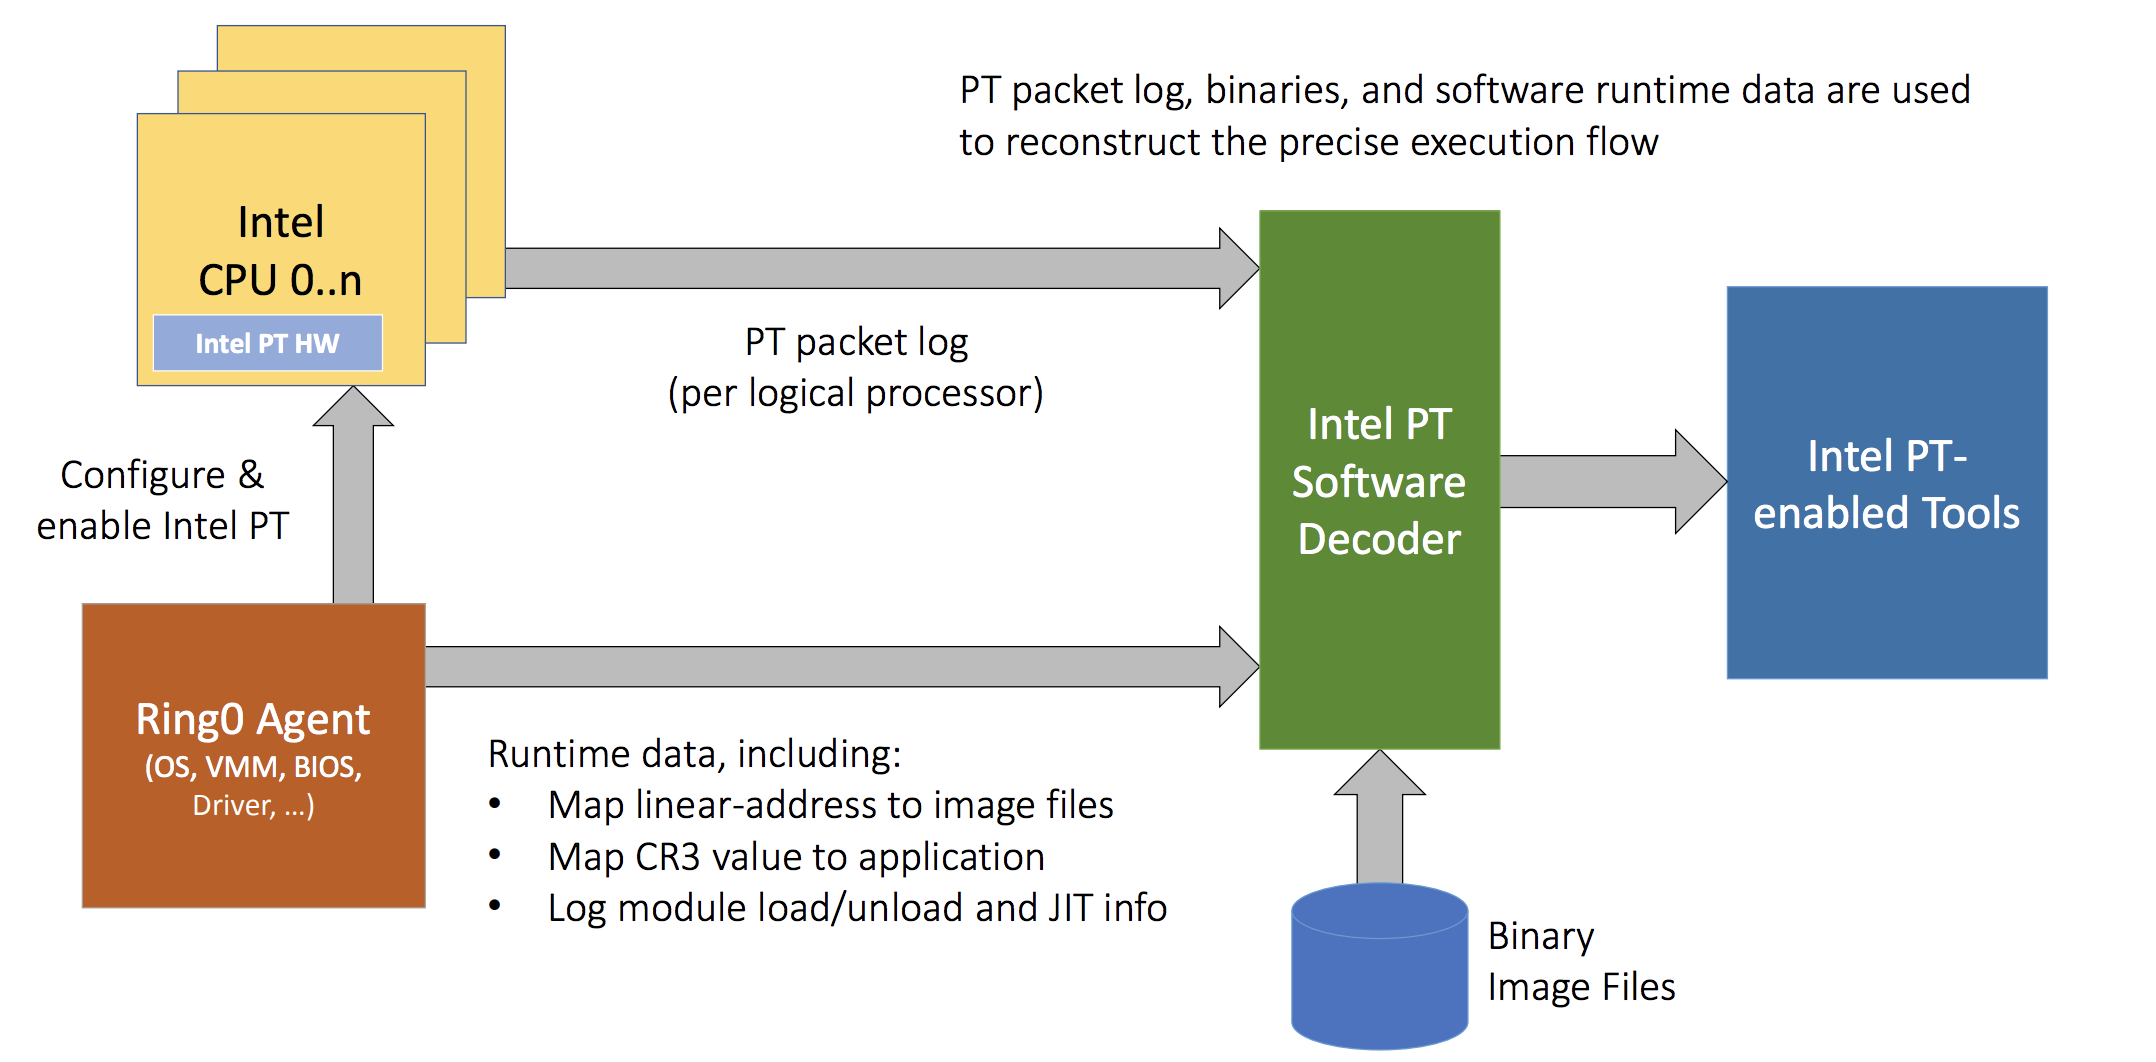 PT packet log, binaries, and software runtime data are used
to reconstruct the precise execution flow
Intel
CPU 0..n
Intel PT HW
PT packet log
(per logical processor)
Configure &
enable Intel PT
Intel PT
Software
Decoder
Intel PT-
enabled Tools
Ring0 Agent
(OS, VMM, BIOS,
Driver, ...)
Runtime data, including:
• Map linear-address to image files
• Map CR3 value to application
• Log module load/unload and JIT info
Binary
Image Files